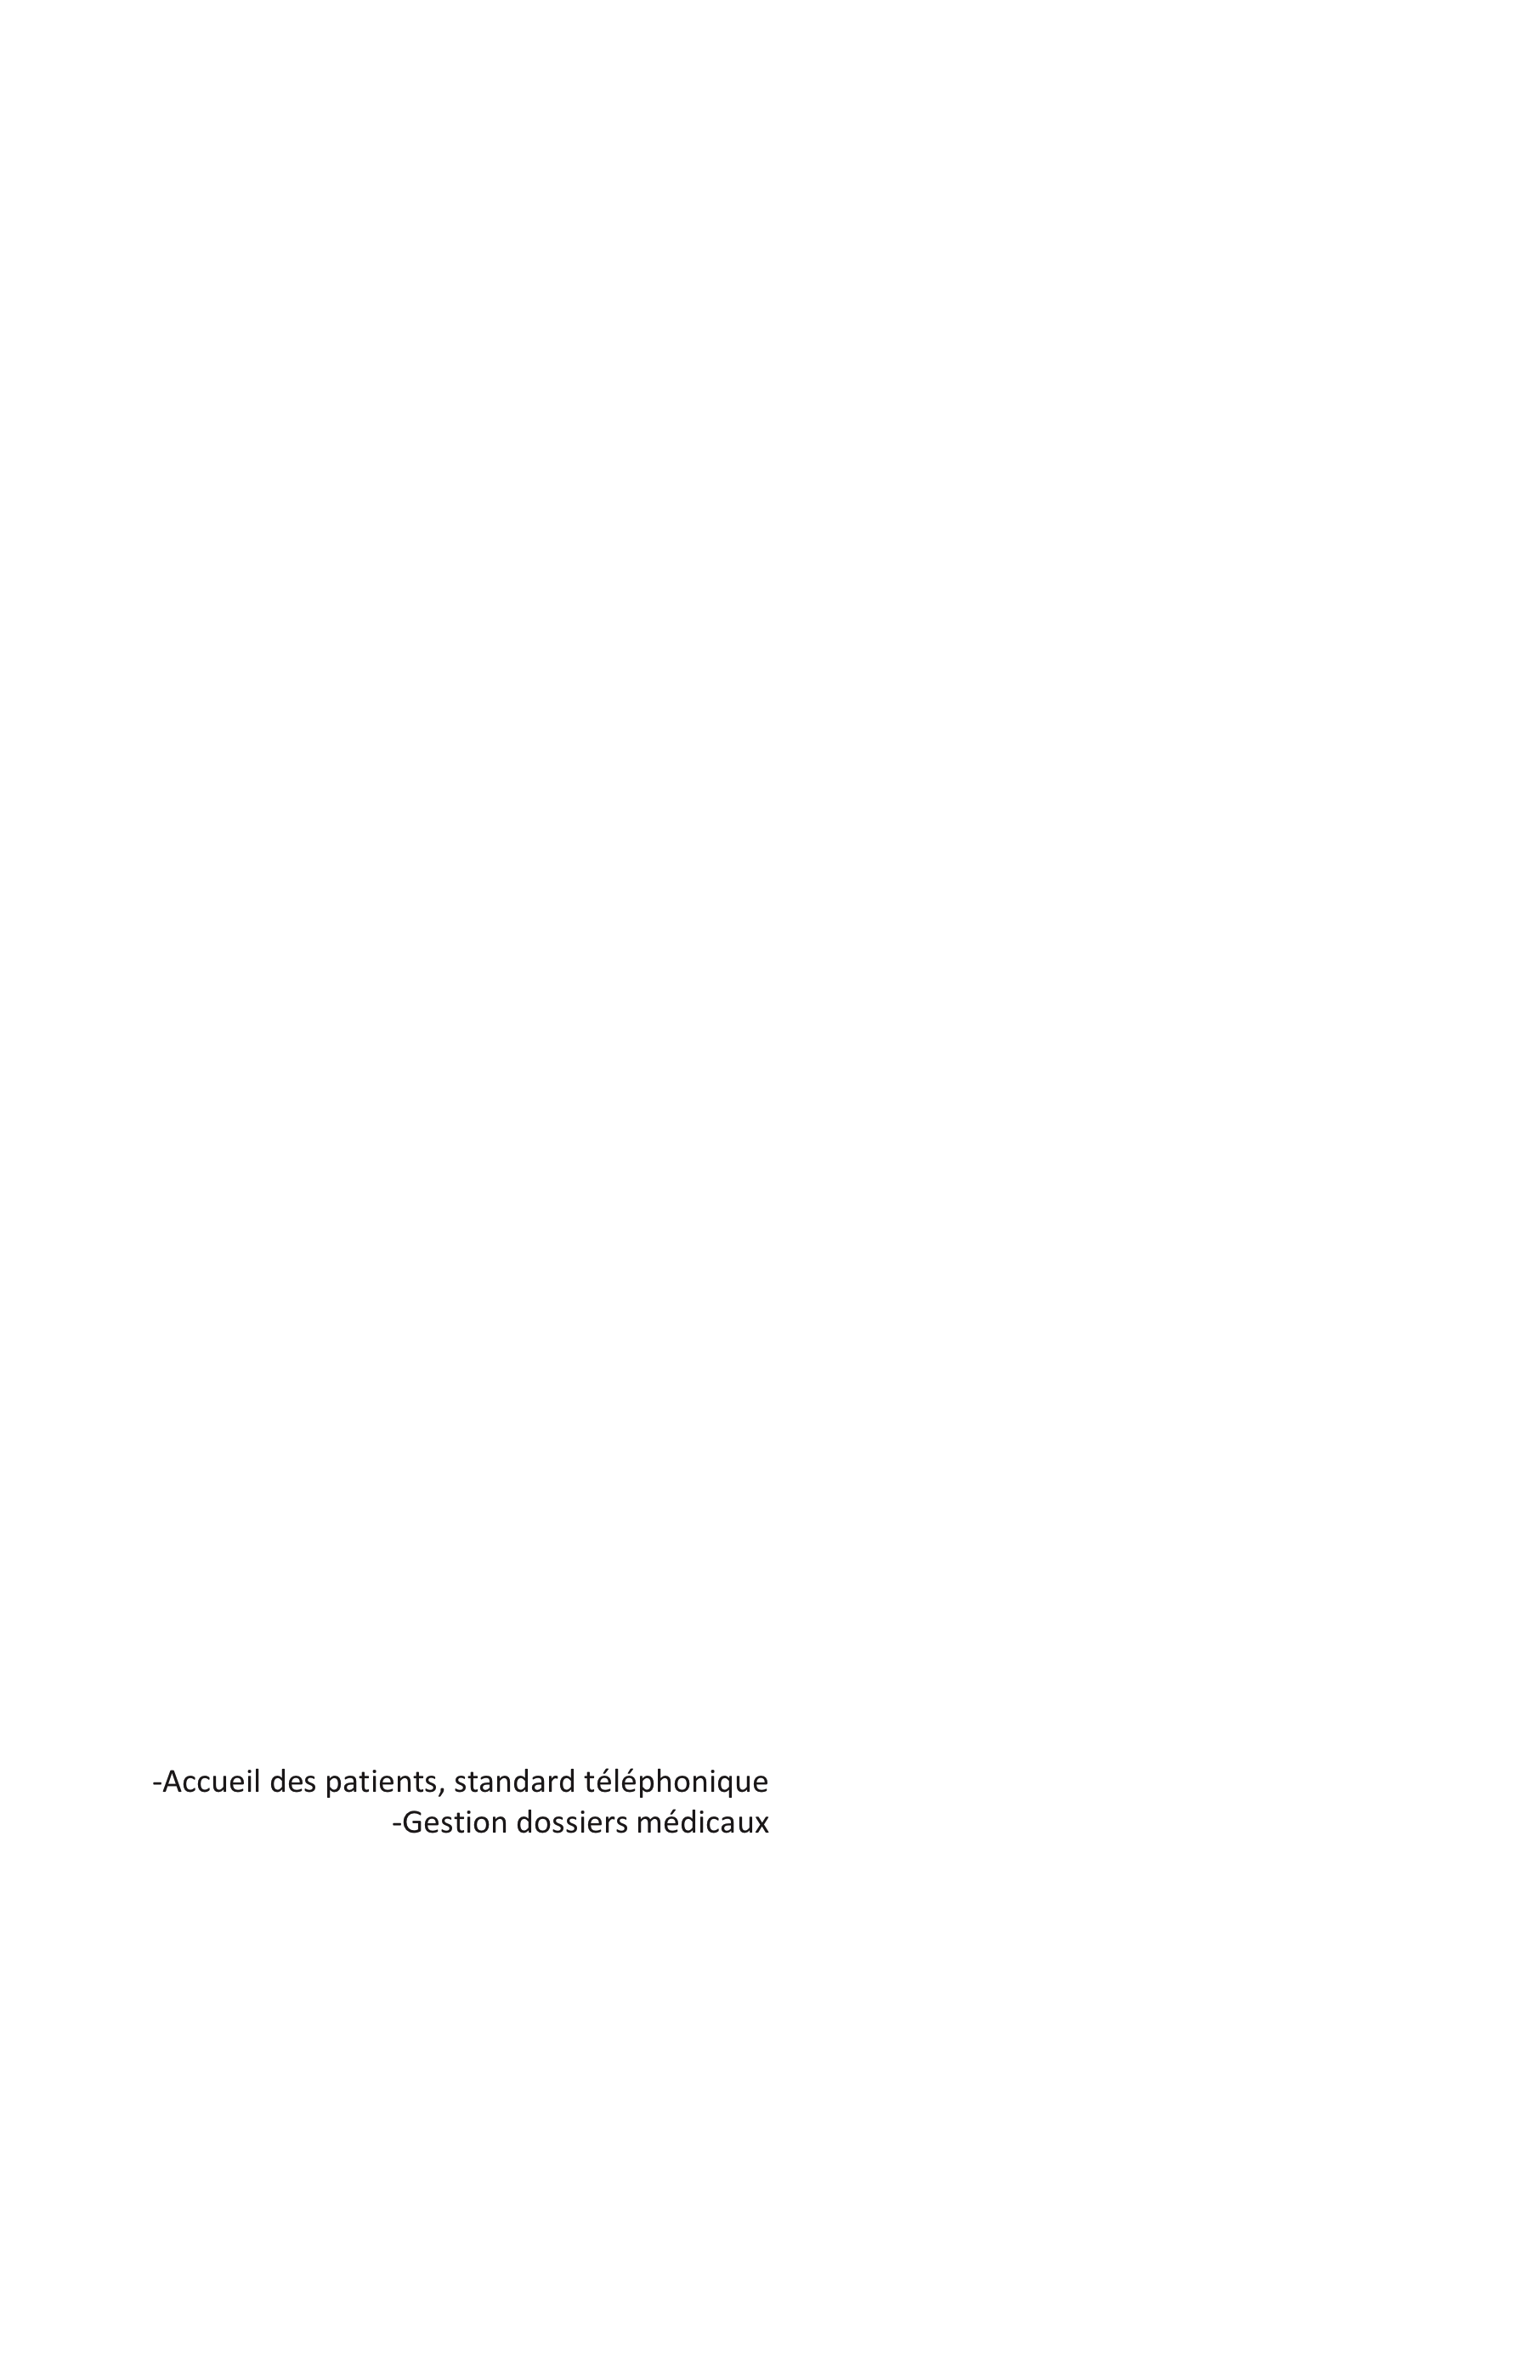 -Accueil des patients, standard téléphonique
-Gestion dossiers médicaux